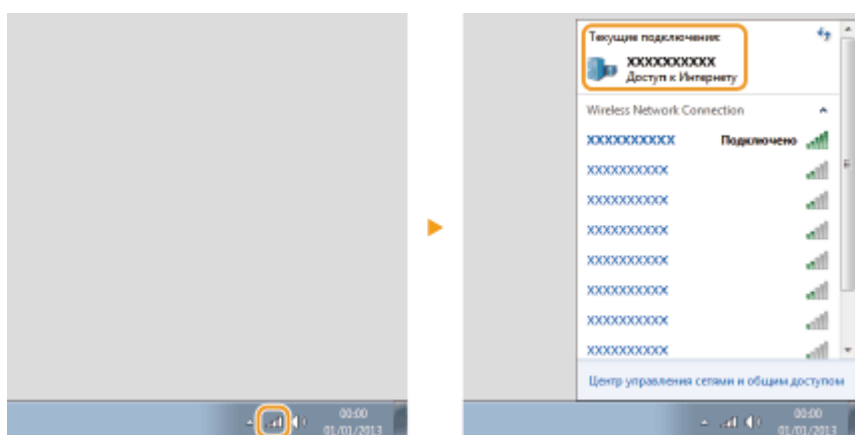 00:00
01/01/2013
Текущие подключения:
XXXXXXXXXX
Доступ к Интернету
Wireless Network Connection
XXXXXXXXXX Подключено
XXXXXXXXXX
XXXXXXXXXX
XXXXXXXXXX
XXXXXXXXXX
XXXXXXXXXX
XXXXXXXXXX
XXXXXXXXXX
Центр управления сетями и общим доступом
00:00
01/01/2013